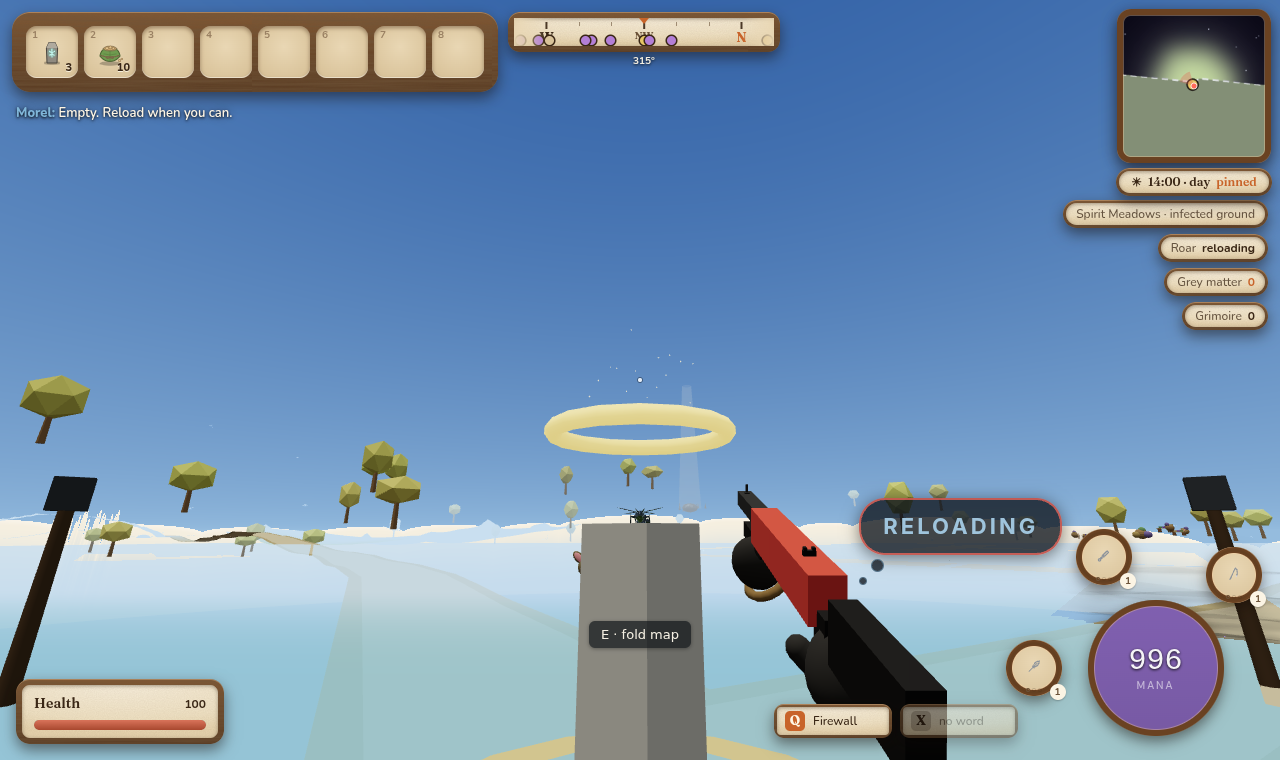 1
2
3
4
5
6
7
8
3
10
N
315°
Morel: Empty. Reload when you can.
14:00 · day pinned
Spirit Meadows · infected ground
Roar reloading
Grey matter 0
Grimoire 0
RELOADING
E · fold map
1
1
1
996
MANA
Health 100
Q Firewall
X no word